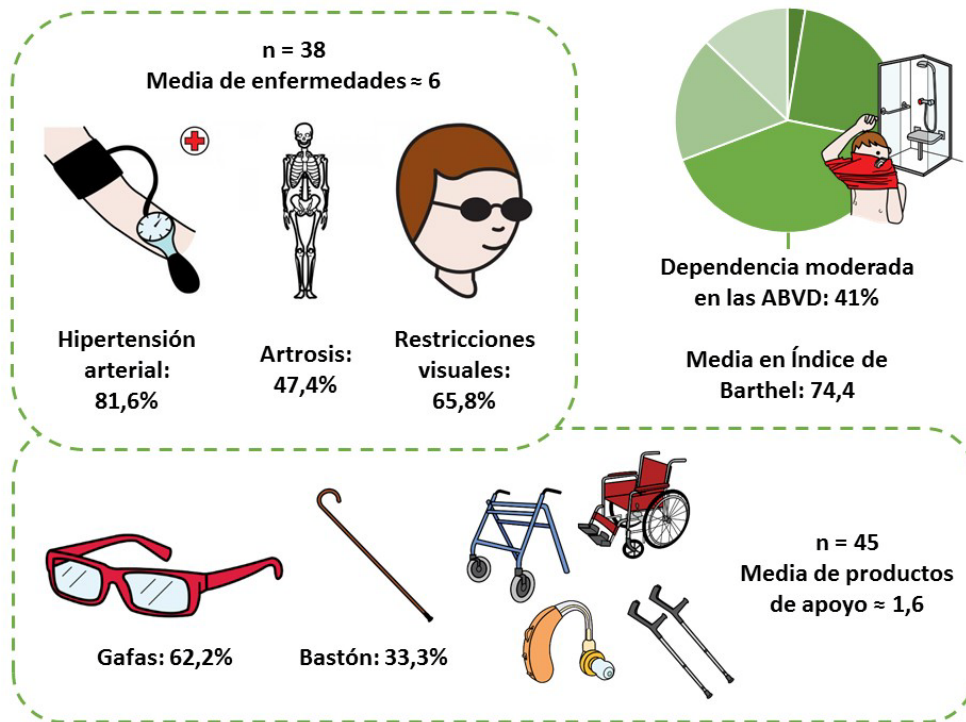 n = 38
Media de enfermedades ≈ 6
Hipertensión
arterial:
81,6%
Artrosis:
47,4%
Restricciones
visuales:
65,8%
Dependencia moderada
en las ABVD: 41%
Media en Índice de
Barthel: 74,4
Gafas: 62,2%
Bastón: 33,3%
n = 45
Media de productos
de apoyo ≈ 1,6